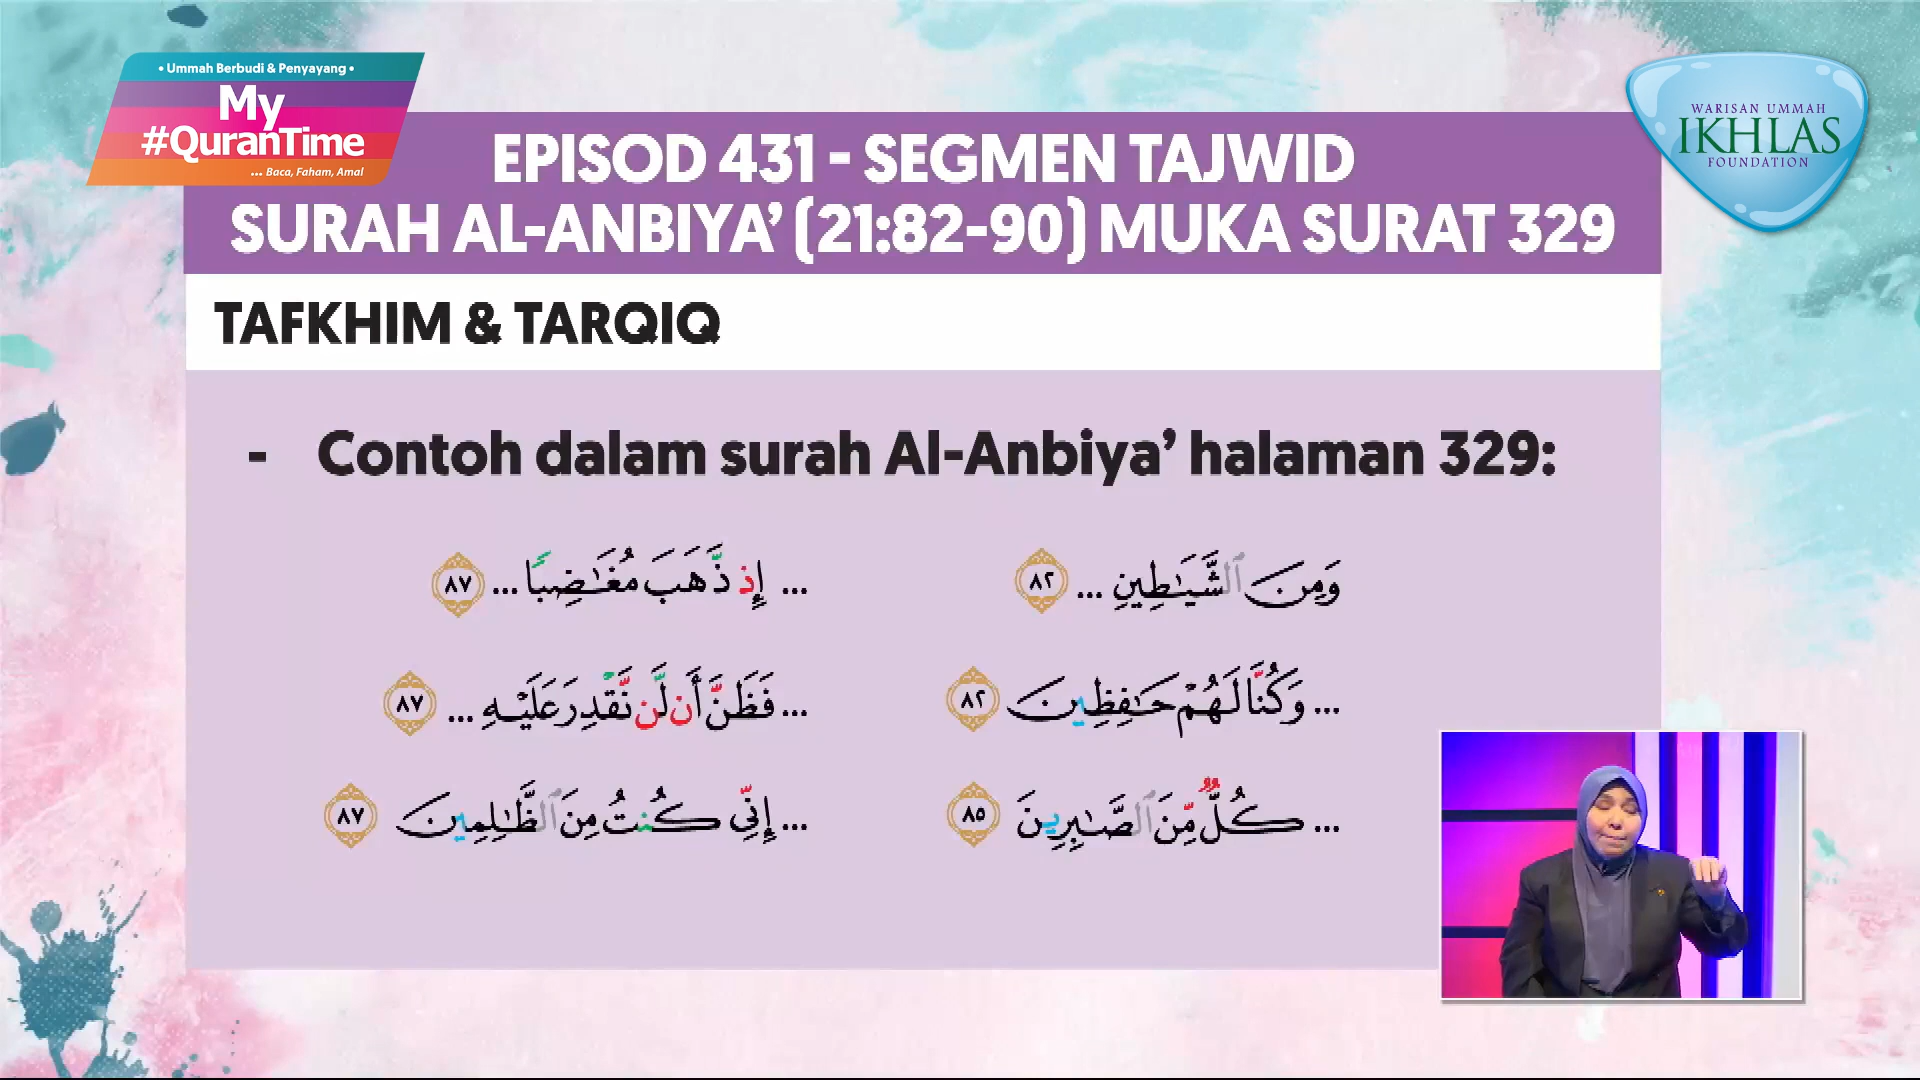 • Ummah Berbudi & Penyayang •
My
#QuranTime
... Baca, Faham, Amal
WARISAN UMMAH
IKHLAS
FOUNDATION
EPISOD 431 - SEGMEN TAJWID
SURAH AL-ANBIYA’ (21:82-90) MUKA SURAT 329
TAFKHIM & TARQIQ
- Contoh dalam surah Al-Anbiya’ halaman 329:
وَمِنَ ٱلشَّيَـٰطِينِ ... ٨٢
... إِذ ذَّهَبَ مُغَـٰضِبًا ... ٨٧
... وَكُنَّا لَهُمْ حَـٰفِظِينَ ٨٢
... فَظَنَّ أَن لَّن نَّقْدِرَ عَلَيْهِ ... ٨٧
... كُلٌّ مِّنَ ٱلصَّـٰبِرِينَ ٨٥
... إِنِّى كُنتُ مِنَ ٱلظَّـٰلِمِينَ ٨٧